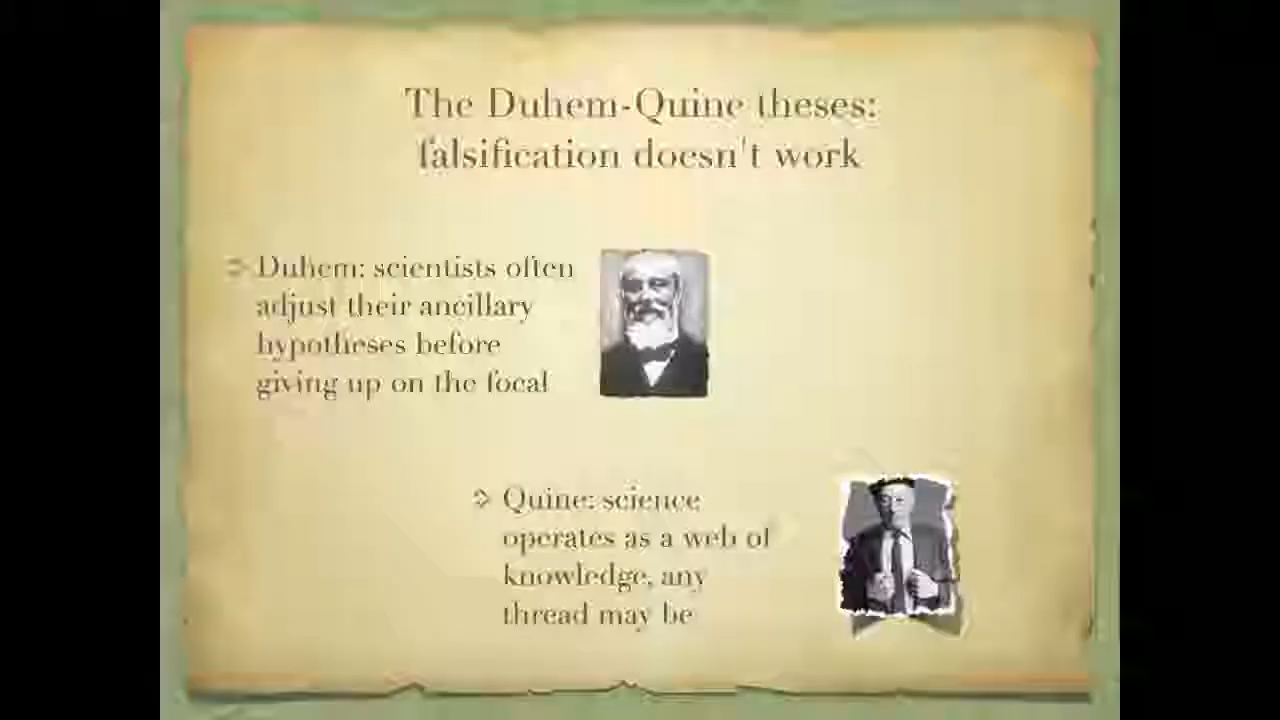 The Duhem-Quine theses:
falsification doesn't work
Duhem: scientists often
adjust their ancillary
hypotheses before
giving up on the focal
Quine: science
operates as a web of
knowledge, any
thread may be